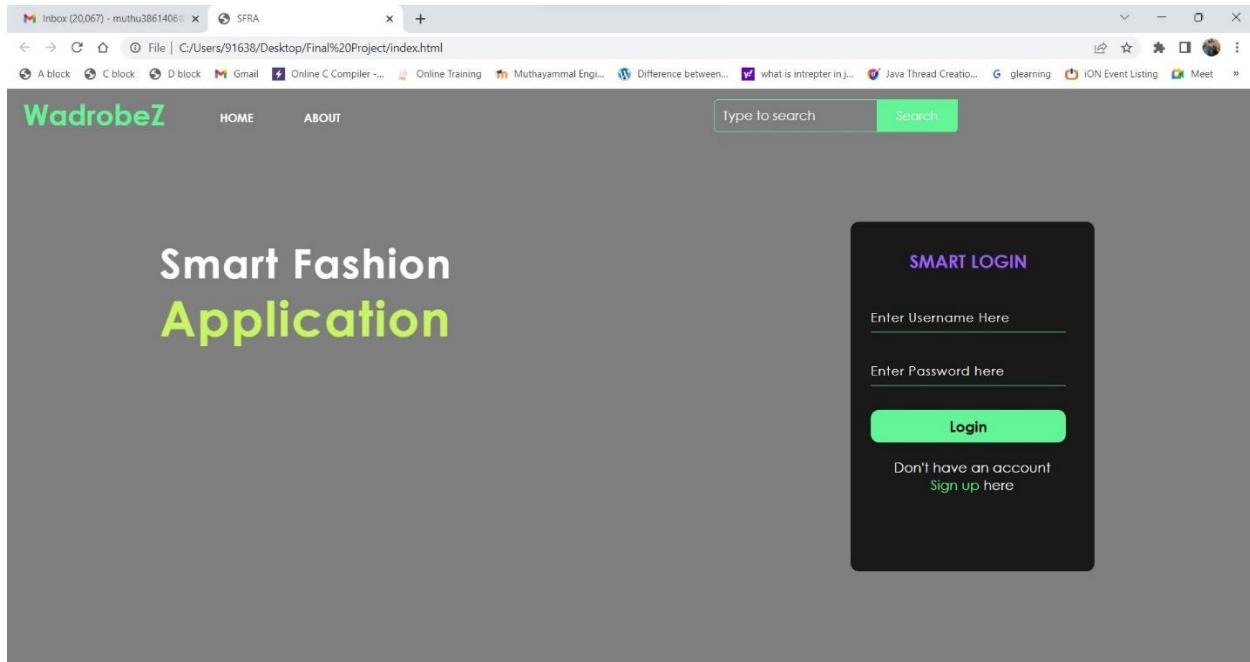 Inbox (20,067) - muthu3861406
SFRA
File | C:/Users/91638/Desktop/Final%20Project/index.html
A block C block D block Gmail Online C Compiler -... Online Training Muthayammal Engi... Difference between... what is intrepter in j... Java Thread Creatio... glearning iON Event Listing Meet »
WadrobeZ HOME ABOUT Type to search Search
Smart Fashion
Application
SMART LOGIN
Enter Username Here
Enter Password here
Login
Don't have an account
Sign up here